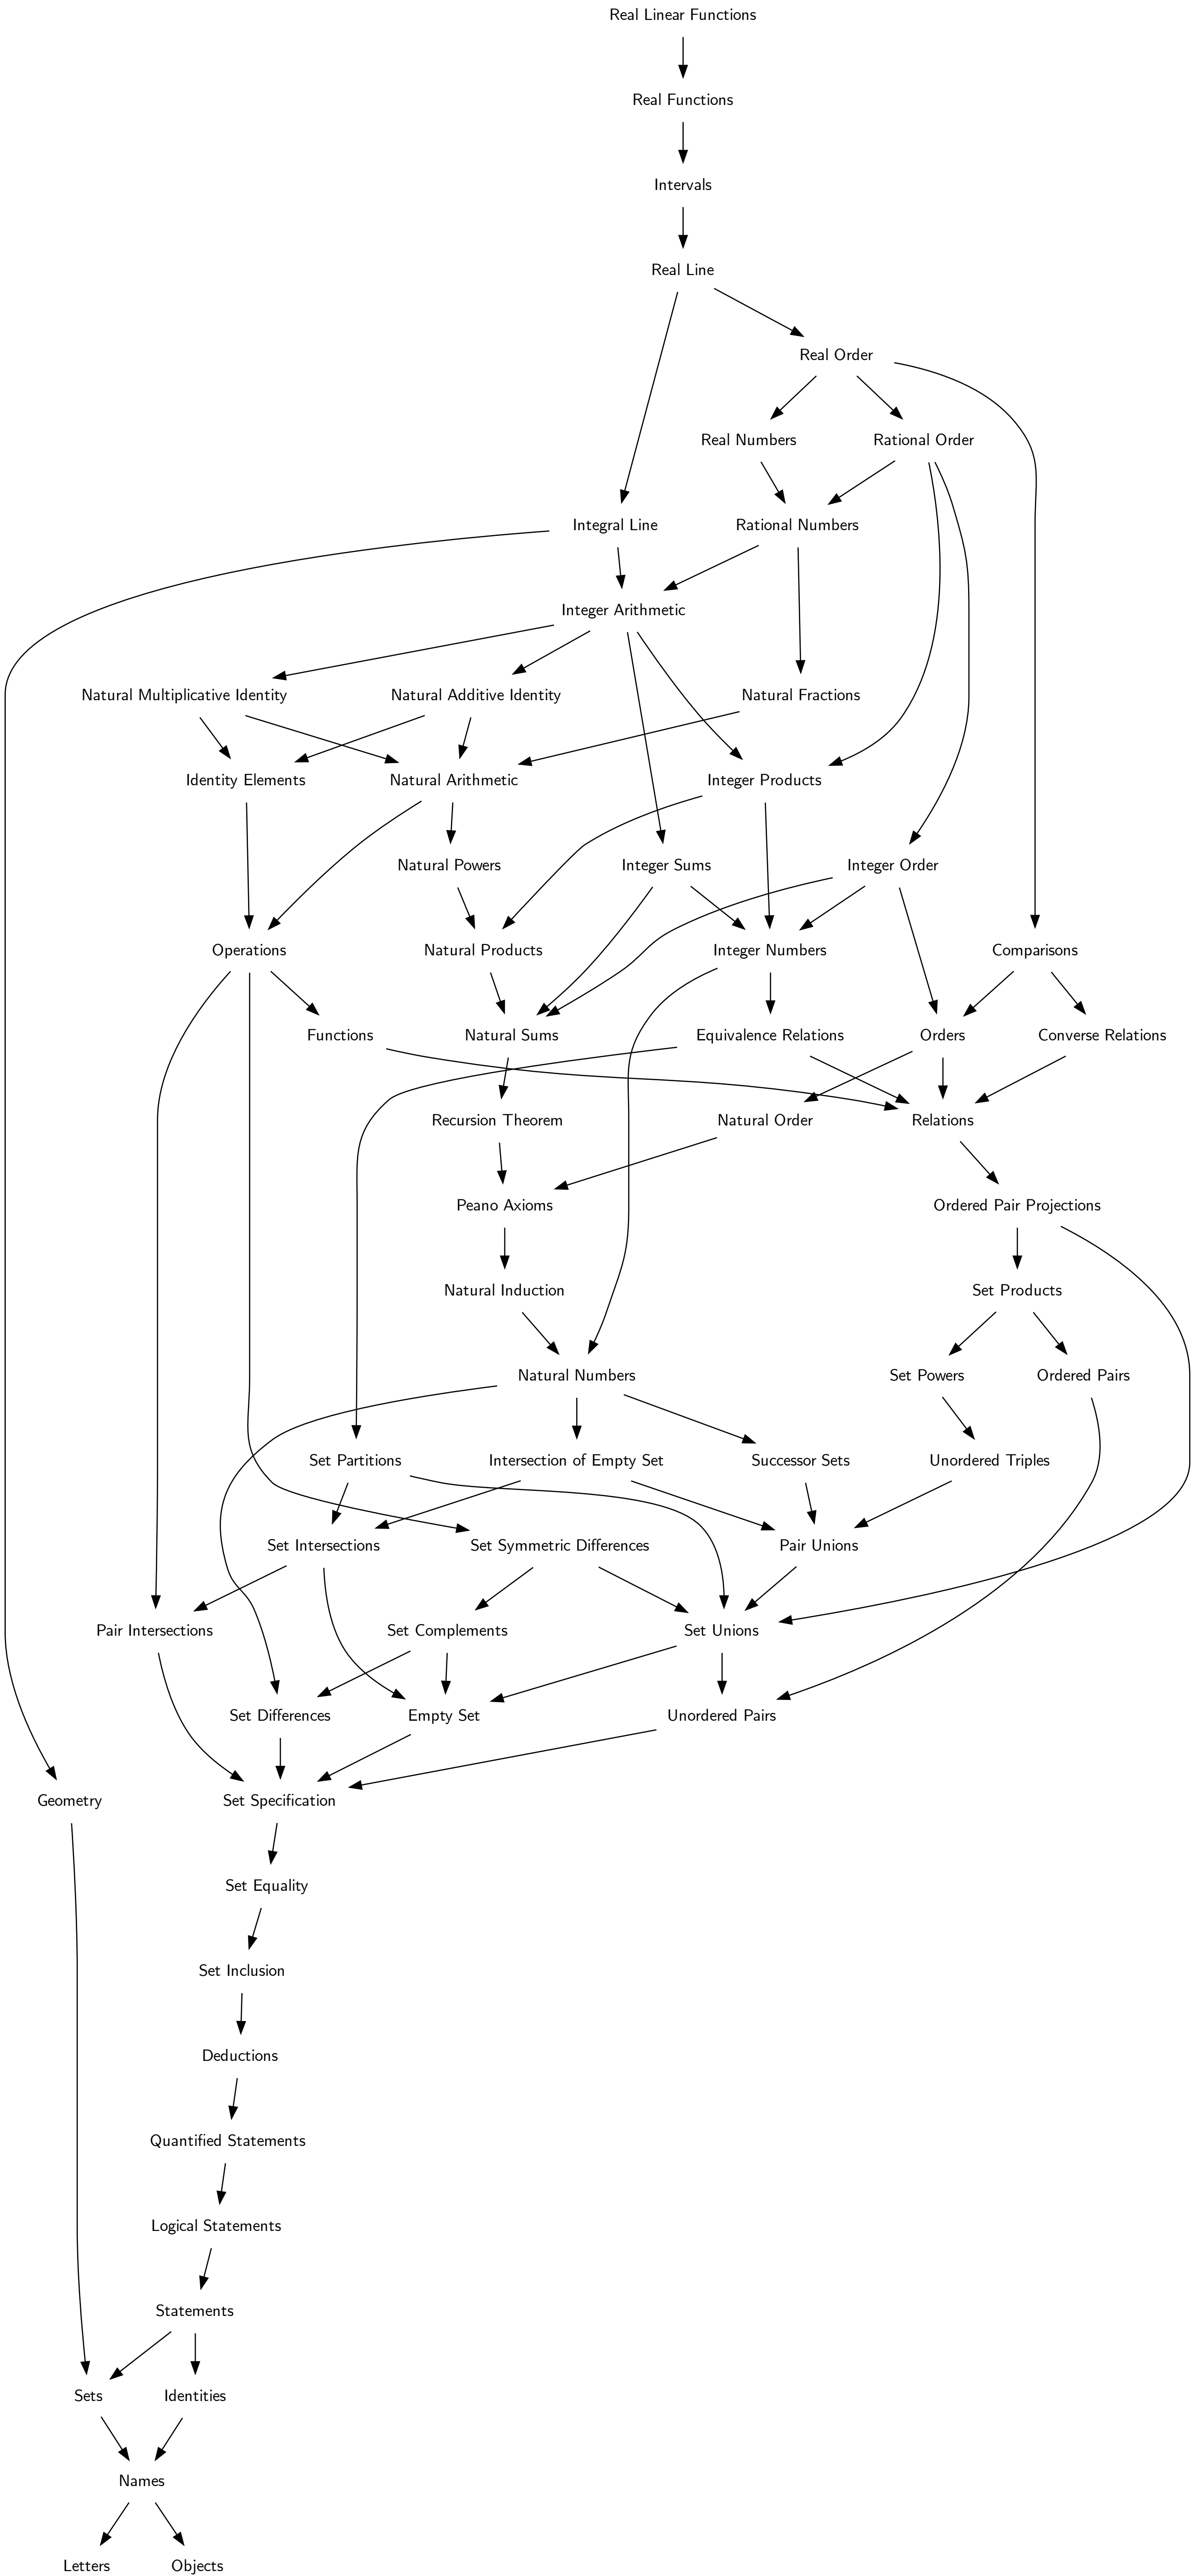 Real Linear Functions
Real Functions
Intervals
Real Line
Real Order
Real Numbers
Rational Order
Integral Line
Rational Numbers
Integer Arithmetic
Natural Multiplicative Identity
Natural Additive Identity
Natural Fractions
Identity Elements
Natural Arithmetic
Integer Products
Natural Powers
Integer Sums
Integer Order
Operations
Natural Products
Integer Numbers
Comparisons
Functions
Natural Sums
Equivalence Relations
Orders
Converse Relations
Recursion Theorem
Natural Order
Relations
Peano Axioms
Ordered Pair Projections
Natural Induction
Set Products
Natural Numbers
Set Powers
Ordered Pairs
Set Partitions
Intersection of Empty Set
Successor Sets
Unordered Triples
Set Intersections
Set Symmetric Differences
Pair Unions
Pair Intersections
Set Complements
Set Unions
Set Differences
Empty Set
Unordered Pairs
Geometry
Set Specification
Set Equality
Set Inclusion
Deductions
Quantified Statements
Logical Statements
Statements
Sets
Identities
Names
Letters
Objects